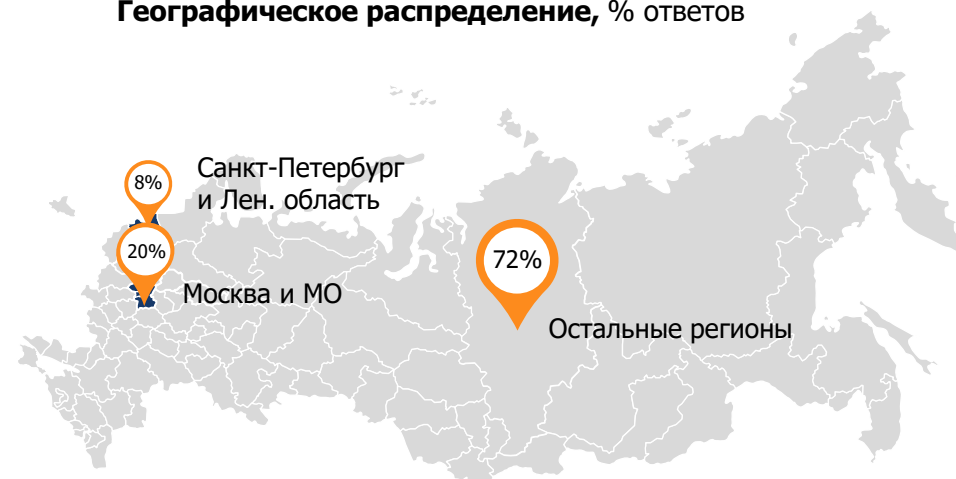 Географическое распределение, % ответов
8%
Санкт-Петербург
и Лен. область
20%
Москва и МО
72%
Остальные регионы